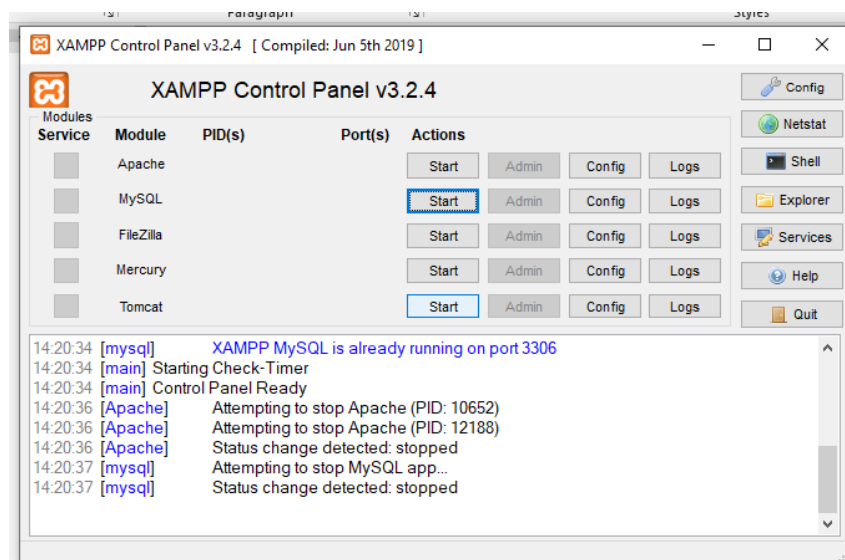 Paragraph
Styles
XAMPP Control Panel v3.2.4 [ Compiled: Jun 5th 2019 ]
XAMPP Control Panel v3.2.4
Config
Modules
Service Module PID(s) Port(s) Actions
Netstat
Apache Start Admin Config Logs
Shell
MySQL Start Admin Config Logs
Explorer
FileZilla Start Admin Config Logs
Services
Mercury Start Admin Config Logs
Help
Tomcat Start Admin Config Logs
Quit
14:20:34 [mysql] XAMPP MySQL is already running on port 3306
14:20:34 [main] Starting Check-Timer
14:20:34 [main] Control Panel Ready
14:20:36 [Apache] Attempting to stop Apache (PID: 10652)
14:20:36 [Apache] Attempting to stop Apache (PID: 12188)
14:20:36 [Apache] Status change detected: stopped
14:20:37 [mysql] Attempting to stop MySQL app...
14:20:37 [mysql] Status change detected: stopped